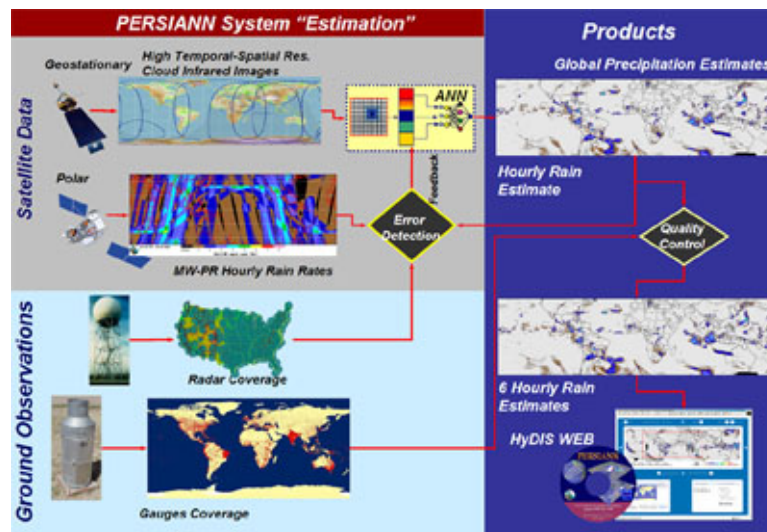 PERSIANN System "Estimation"
Products
Satellite Data
Geostationary
High Temporal-Spatial Res.
Cloud Infrared Images
ANN
Global Precipitation Estimates
Feedback
Hourly Rain
Estimate
Polar
Error
Detection
Quality
Control
MW-PR Hourly Rain Rates
Ground Observations
Radar Coverage
6 Hourly Rain
Estimates
HyDIS WEB
PERSIANN
Gauges Coverage